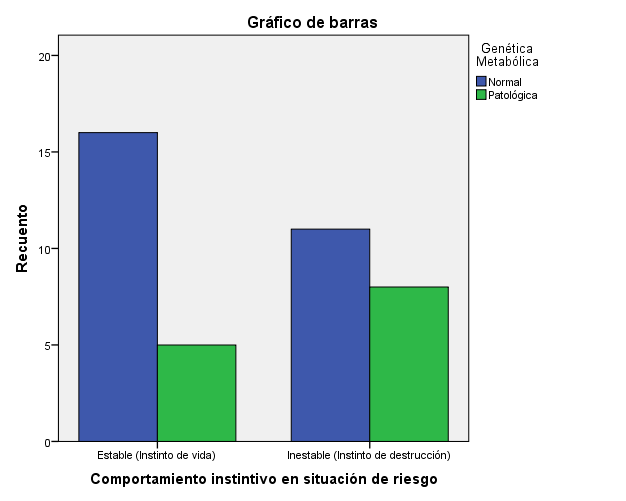 Gráfico de barras
Genética
Metabólica
Normal
Patológica
Recuento
20
15
10
5
0
Estable (Instinto de vida)
Inestable (Instinto de destrucción)
Comportamiento instintivo en situación de riesgo